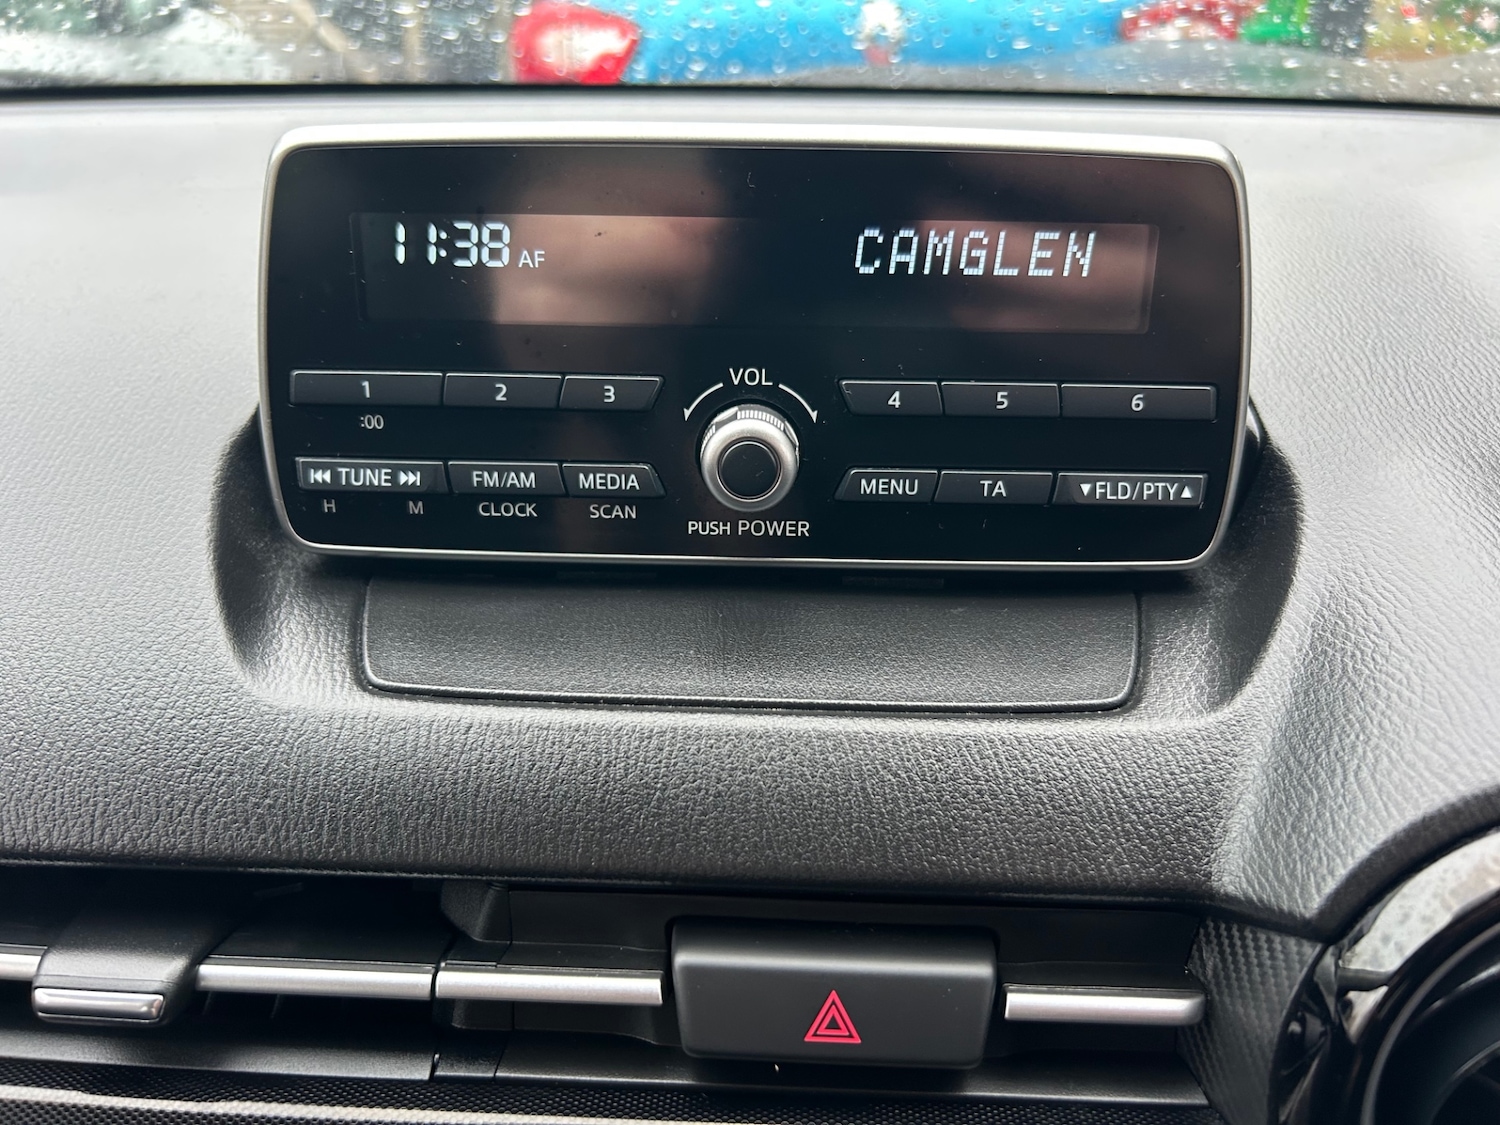 11:38 AF CAMGLEN
VOL
1 2 3 4 5 6
:00
TUNE FM/AM MEDIA MENU TA FLD/PTY
H M CLOCK SCAN
PUSH POWER